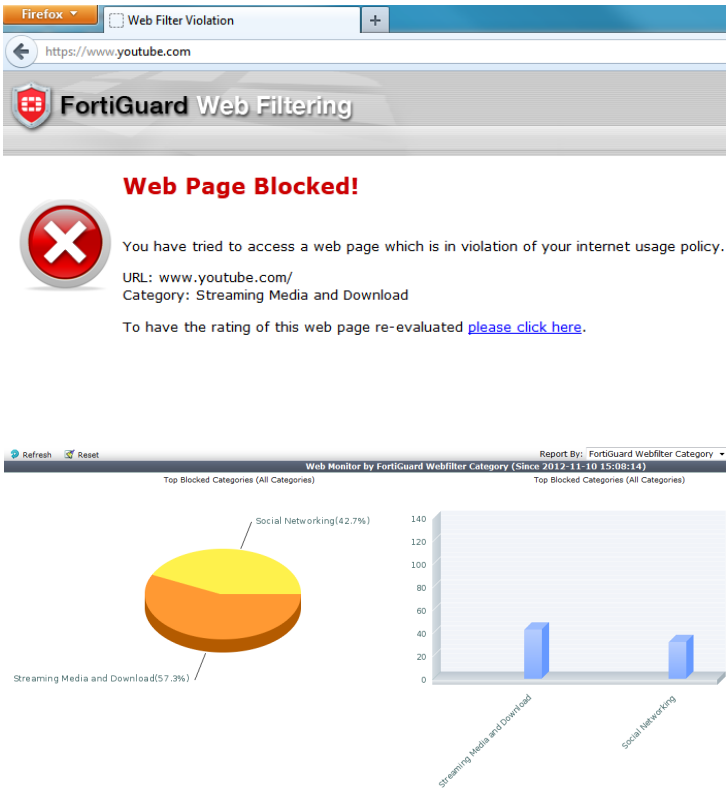 Firefox
Web Filter Violation
+
https://www.youtube.com
FortiGuard Web Filtering
Web Page Blocked!
You have tried to access a web page which is in violation of your internet usage policy.
URL: www.youtube.com/
Category: Streaming Media and Download
To have the rating of this web page re-evaluated please click here.
Refresh Reset
Report By: FortiGuard Webfilter Category
Web Monitor by FortiGuard Webfilter Category (Since 2012-11-10 15:08:14)
Top Blocked Categories (All Categories)
Social Networking(42.7%)
Streaming Media and Download(57.3%)
Top Blocked Categories (All Categories)
140
120
100
80
60
40
20
0
Streaming Media and Download
Social Networking